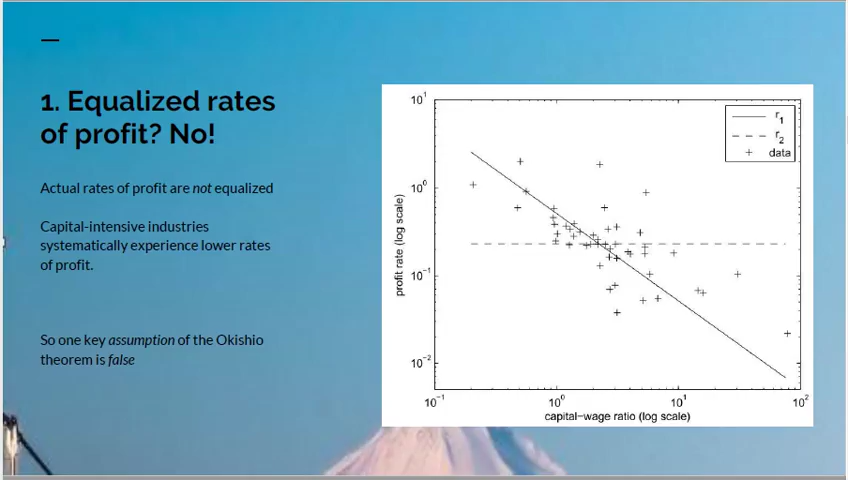 1. Equalized rates
of profit? No!
Actual rates of profit are not equalized
Capital-intensive industries
systematically experience lower rates
of profit.
So one key assumption of the Okishio
theorem is false
10¹
10⁰
10⁻¹
10⁻²
profit rate (log scale)
r₁
r₂
data
10⁻¹ 10⁰ 10¹ 10²
capital−wage ratio (log scale)